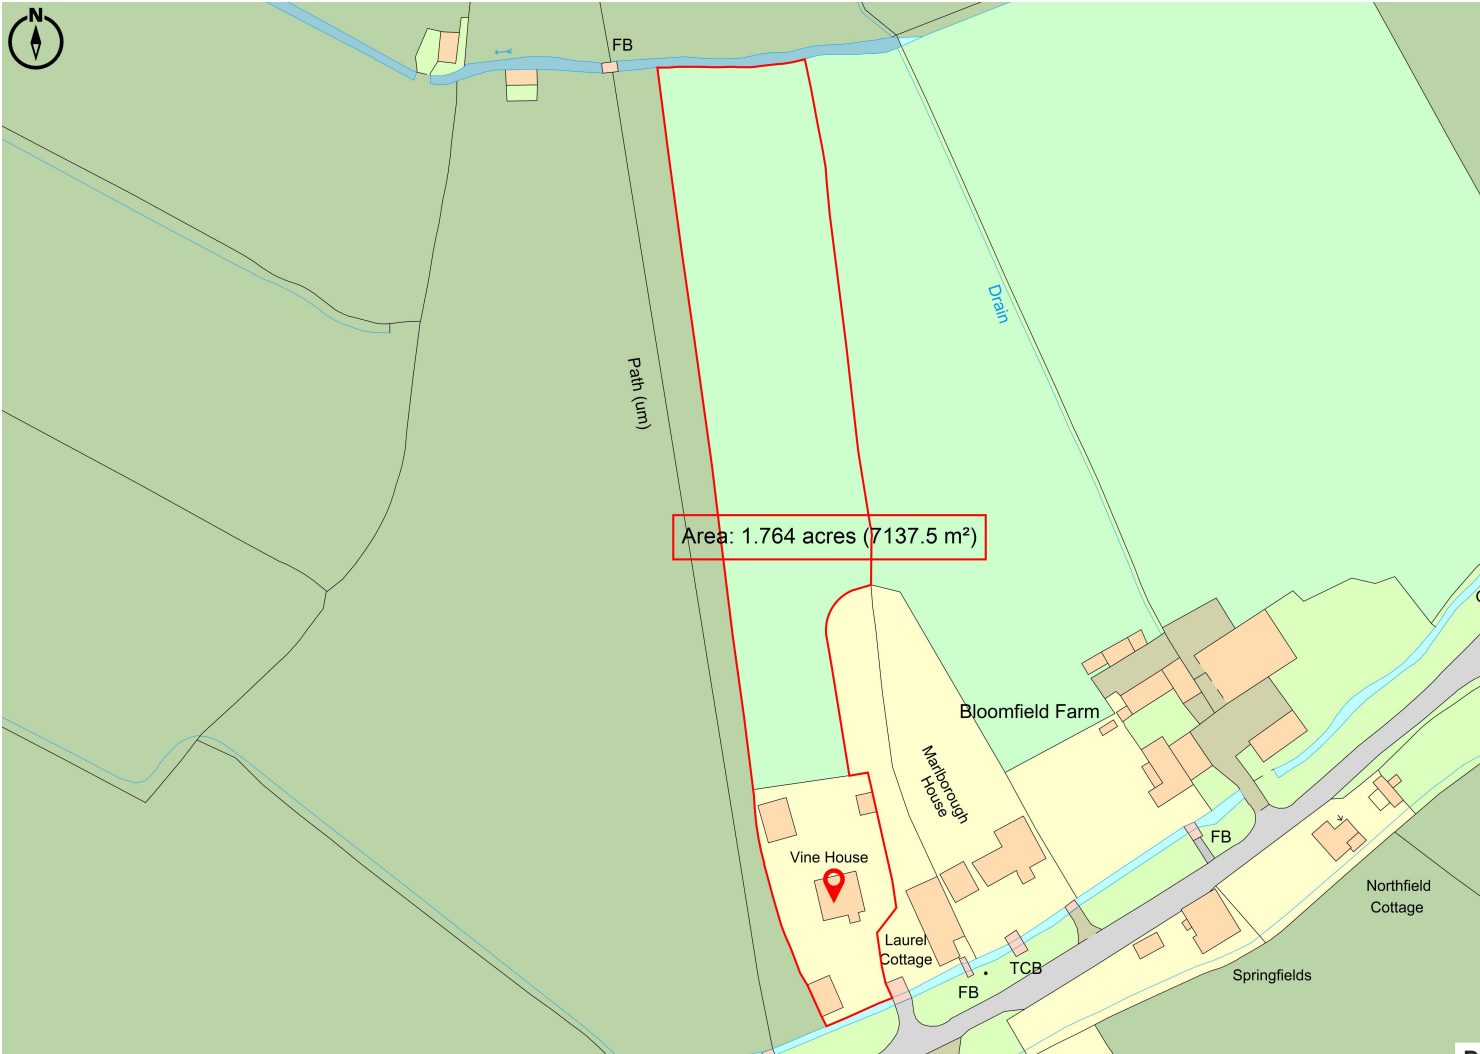 N
FB
Drain
Path (um)
Area: 1.764 acres (7137.5 m²)
Bloomfield Farm
Marlborough
House
FB
Vine House
Northfield
Cottage
Laurel
Cottage
TCB
Springfields
FB